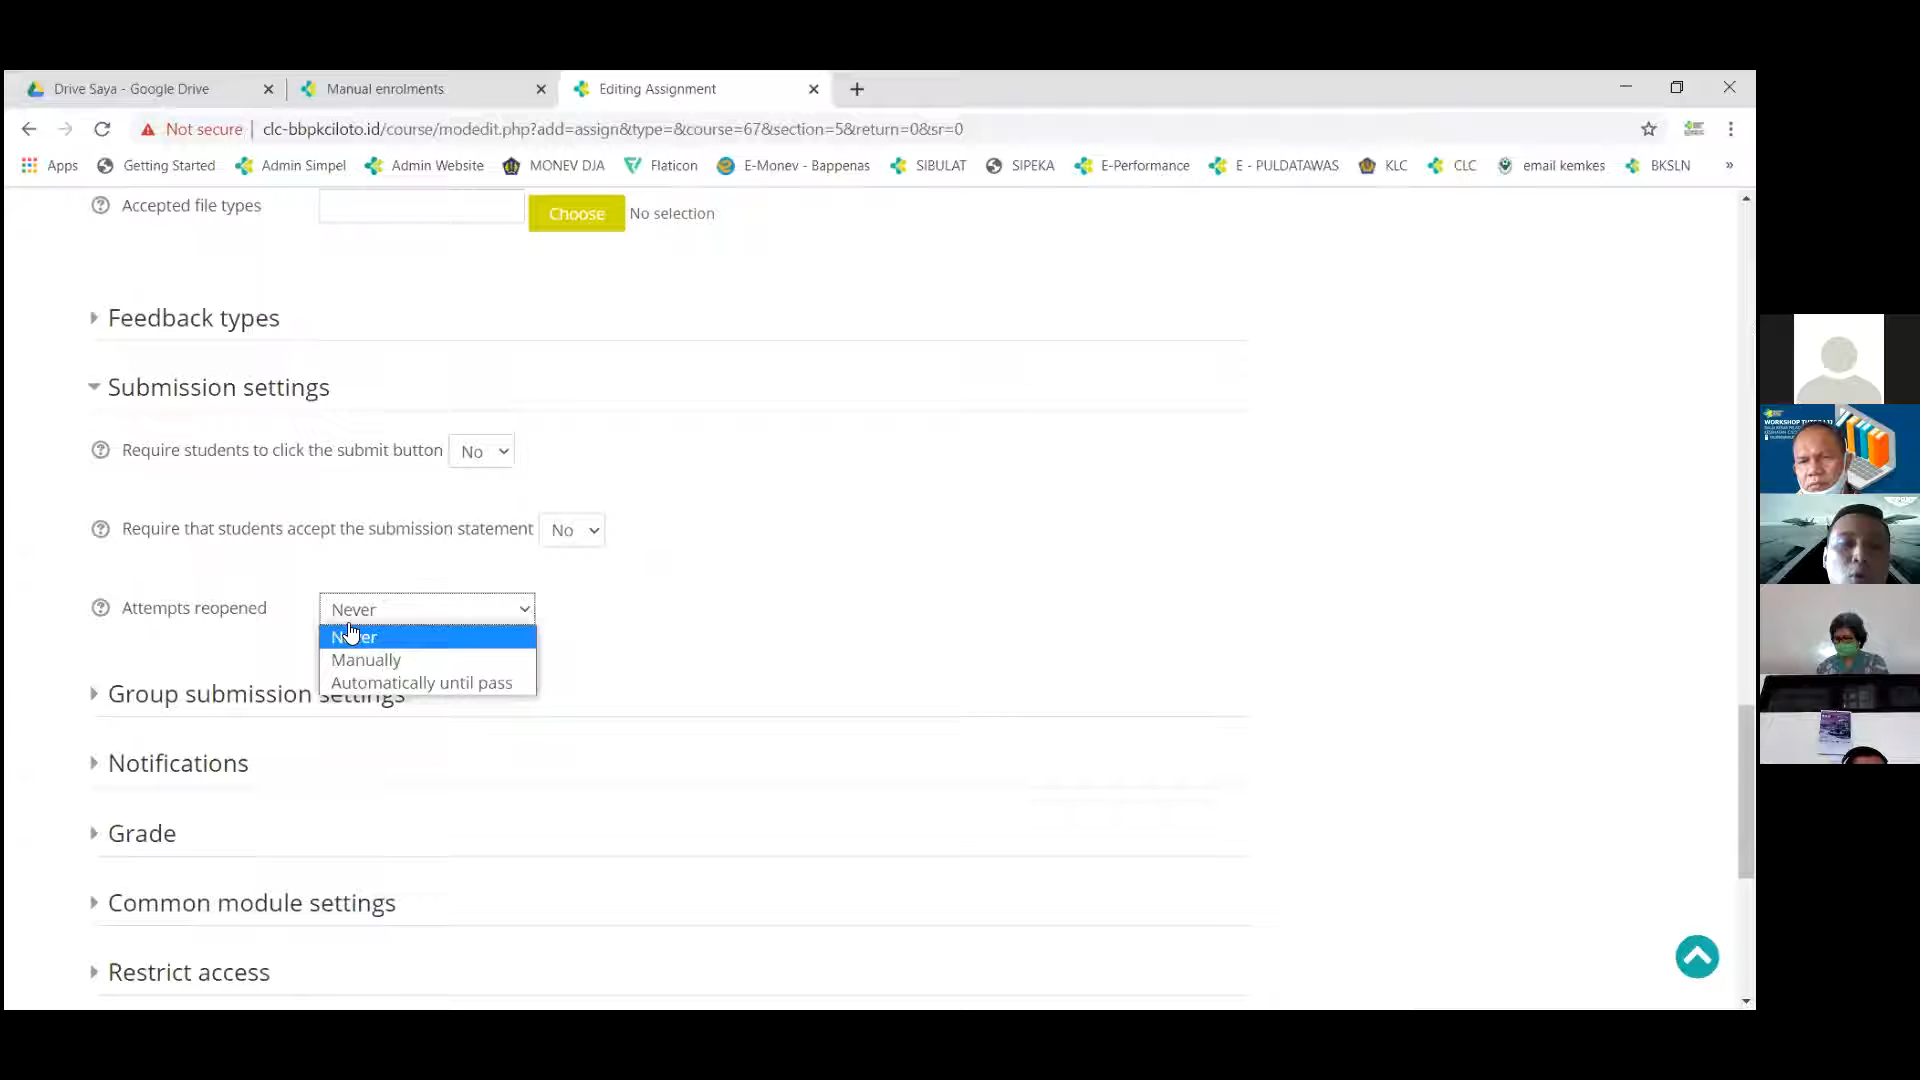 Drive Saya - Google Drive
Manual enrolments
Editing Assignment
Not secure
clc-bbpkciloto.id/course/modedit.php?add=assign&type=&course=67&section=5&return=0&sr=0
Apps
Getting Started
Admin Simpel
Admin Website
MONEV DJA
Flaticon
E-Monev - Bappenas
SIBULAT
SIPEKA
E-Performance
E - PULDATAWAS
KLC
CLC
email kemkes
BKSLN
»
Accepted file types
Choose
No selection
Feedback types
Submission settings
Require students to click the submit button
No
Require that students accept the submission statement
No
Attempts reopened
Never
Never
Manually
Automatically until pass
Group submission settings
Notifications
Grade
Common module settings
Restrict access